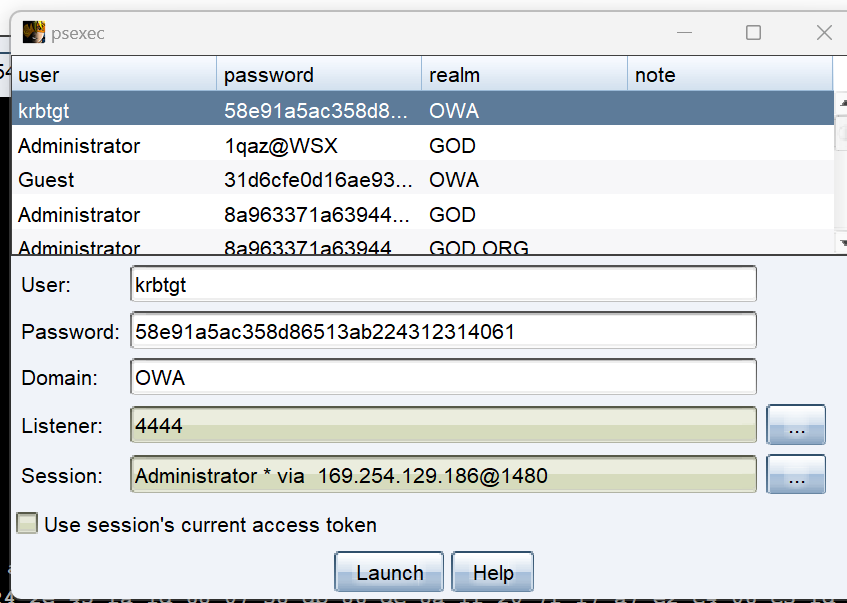 psexec
user password realm note
krbtgt 58e91a5ac358d8... OWA
Administrator 1qaz@WSX GOD
Guest 31d6cfe0d16ae93... OWA
Administrator 8a963371a63944... GOD
Administrator 8a963371a63944 GOD.ORG
User: krbtgt
Password: 58e91a5ac358d86513ab224312314061
Domain: OWA
Listener: 4444 ...
Session: Administrator * via 169.254.129.186@1480 ...
Use session's current access token
Launch Help